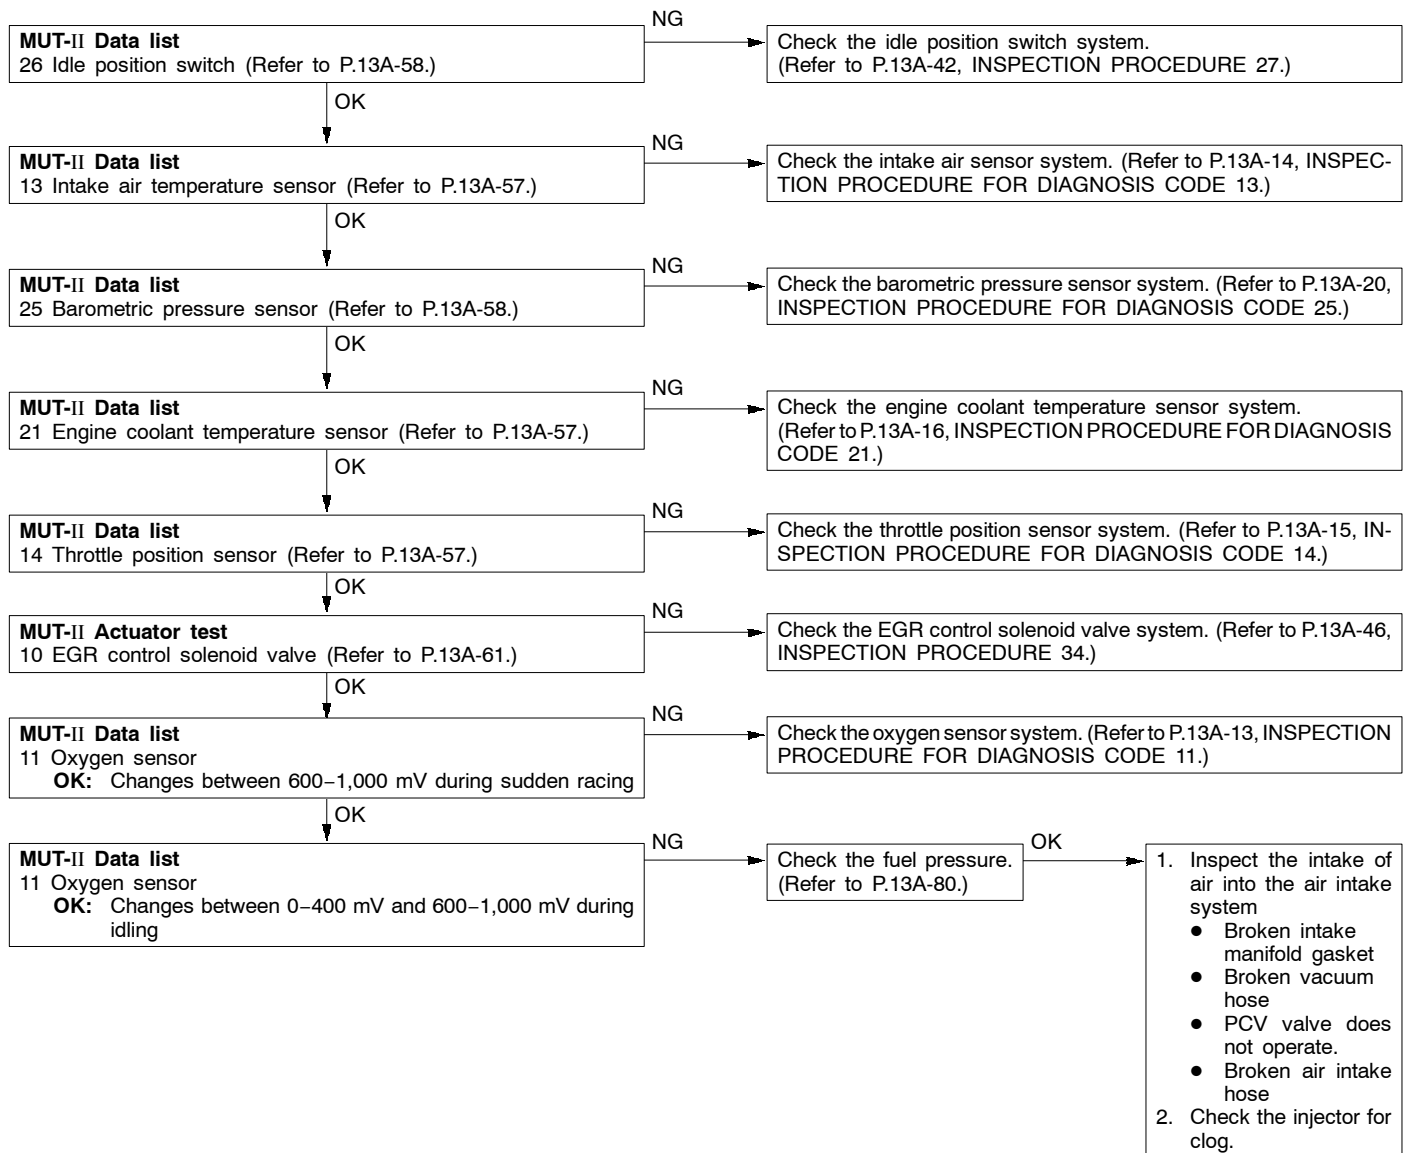 NG
MUT-II Data list
26 Idle position switch (Refer to P.13A-58.)
Check the idle position switch system.
(Refer to P.13A-42, INSPECTION PROCEDURE 27.)
OK
NG
MUT-II Data list
13 Intake air temperature sensor (Refer to P.13A-57.)
Check the intake air sensor system. (Refer to P.13A-14, INSPEC-
TION PROCEDURE FOR DIAGNOSIS CODE 13.)
OK
NG
MUT-II Data list
25 Barometric pressure sensor (Refer to P.13A-58.)
Check the barometric pressure sensor system. (Refer to P.13A-20,
INSPECTION PROCEDURE FOR DIAGNOSIS CODE 25.)
OK
NG
MUT-II Data list
21 Engine coolant temperature sensor (Refer to P.13A-57.)
Check the engine coolant temperature sensor system.
(Refer to P.13A-16, INSPECTION PROCEDURE FOR DIAGNOSIS
CODE 21.)
OK
NG
MUT-II Data list
14 Throttle position sensor (Refer to P.13A-57.)
Check the throttle position sensor system. (Refer to P.13A-15, IN-
SPECTION PROCEDURE FOR DIAGNOSIS CODE 14.)
OK
NG
MUT-II Actuator test
10 EGR control solenoid valve (Refer to P.13A-61.)
Check the EGR control solenoid valve system. (Refer to P.13A-46,
INSPECTION PROCEDURE 34.)
OK
NG
MUT-II Data list
11 Oxygen sensor
OK: Changes between 600–1,000 mV during sudden racing
Check the oxygen sensor system. (Refer to P.13A-13, INSPECTION
PROCEDURE FOR DIAGNOSIS CODE 11.)
OK
NG
MUT-II Data list
11 Oxygen sensor
OK: Changes between 0–400 mV and 600–1,000 mV during
idling
Check the fuel pressure.
(Refer to P.13A-80.)
OK
1. Inspect the intake of
air into the air intake
system
● Broken intake
manifold gasket
● Broken vacuum
hose
● PCV valve does
not operate.
● Broken air intake
hose
2. Check the injector for
clog.